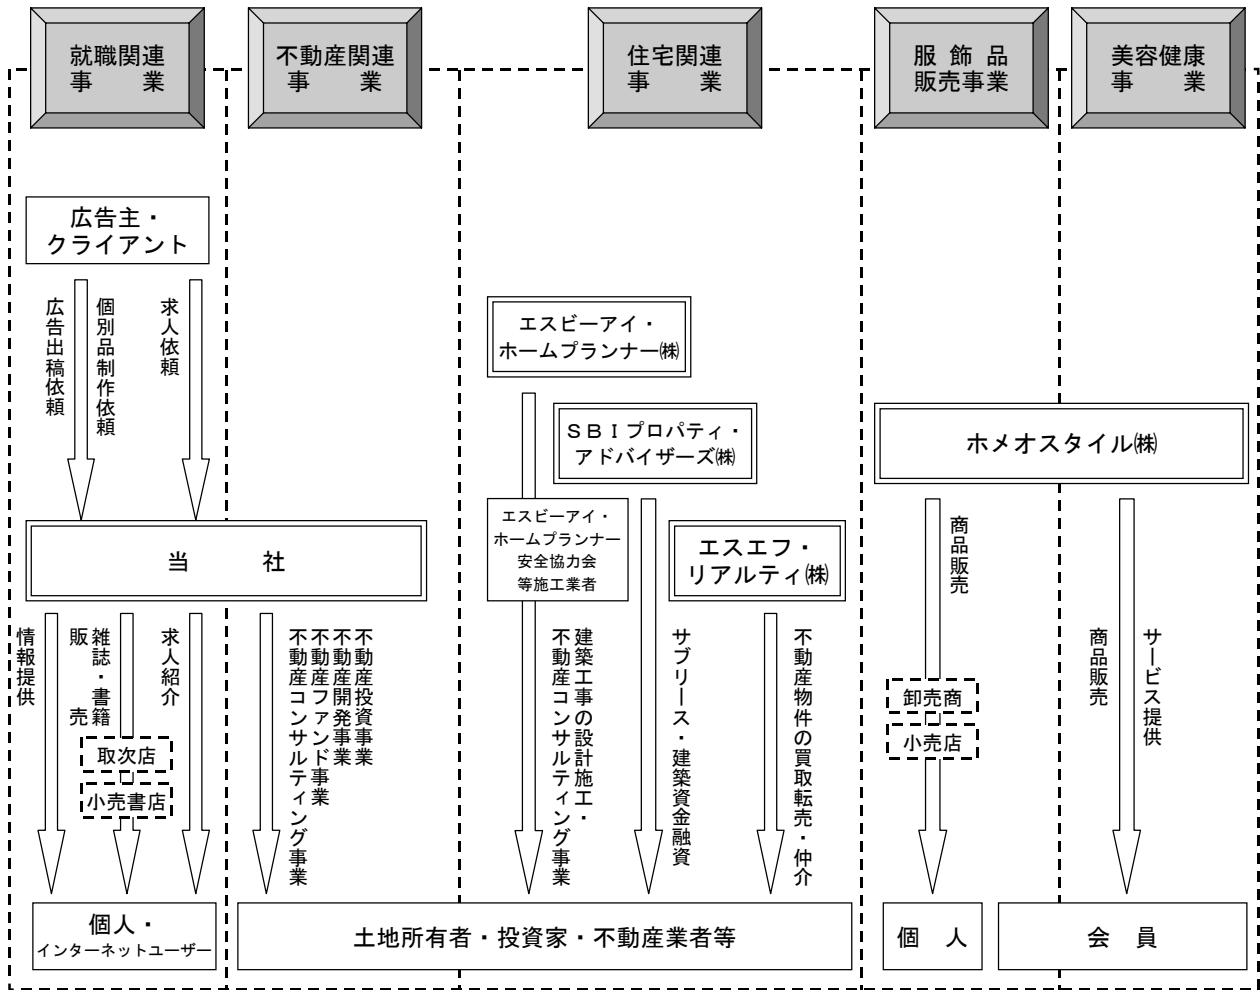 就職関連
事　　業
不動産関連
事　　業
住宅関連
事　　業
服 飾 品
販売事業
美容健康
事　　業
広告主・
クライアント
広告出稿依頼
個別品制作依頼
求人依頼
エスビーアイ・
ホームプランナー㈱
ＳＢＩプロパティ・
アドバイザーズ㈱
ホメオスタイル㈱
当　　　社
エスビーアイ・
ホームプランナー
安全協力会
等施工業者
エスエフ・
リアルティ㈱
情報提供
雑誌・書籍
販　　売
求人紹介
不動産投資事業
不動産開発事業
不動産ファンド事業
不動産コンサルティング事業
建築工事の設計施工・
不動産コンサルティング事業
サブリース・建築資金融資
不動産物件の買取転売・仲介
商品販売
商品販売
サービス提供
取次店
小売書店
卸売商
小売店
個人・
インターネットユーザー
土地所有者・投資家・不動産業者等
個　人
会　員